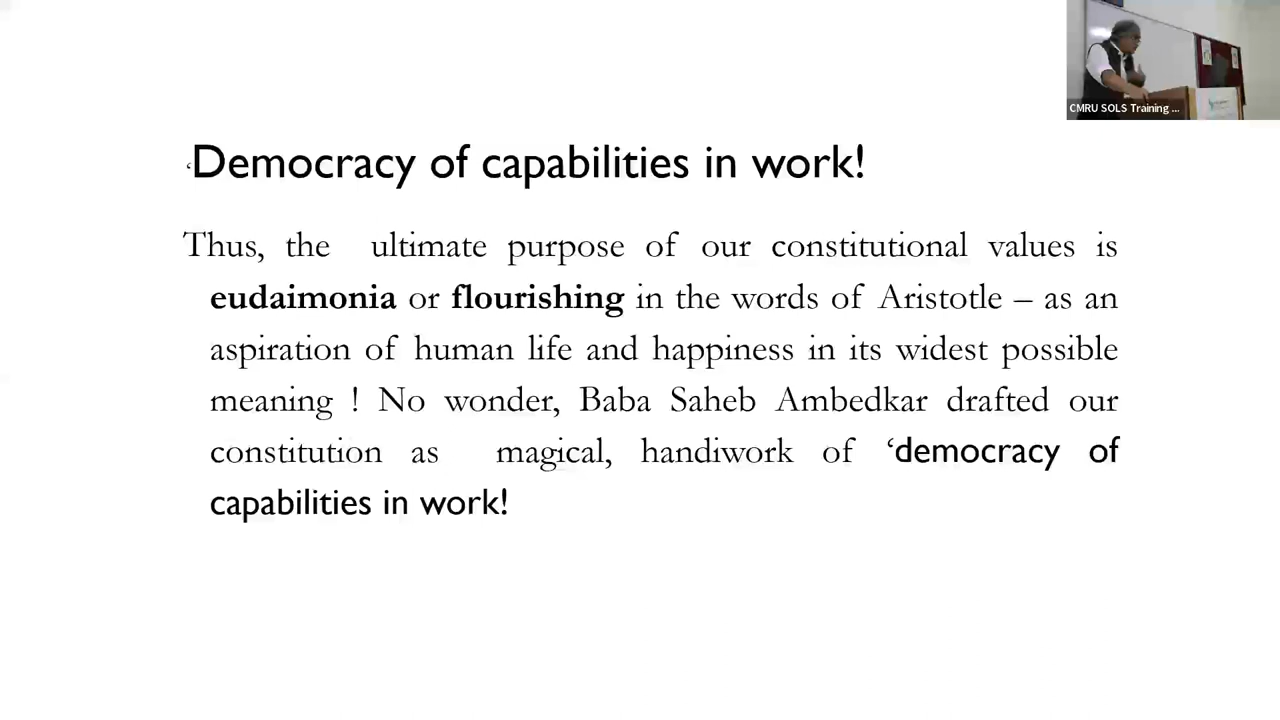 CMRU SOLS Training ...
‘Democracy of capabilities in work!
Thus, the ultimate purpose of our constitutional values is
eudaimonia or flourishing in the words of Aristotle – as an
aspiration of human life and happiness in its widest possible
meaning ! No wonder, Baba Saheb Ambedkar drafted our
constitution as magical, handiwork of ‘democracy of
capabilities in work!